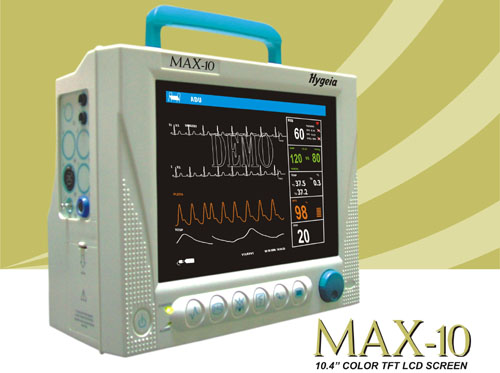 MAX-10
Hygeia
ADU
DEMO
60
120 80
37.5 0.3
37.2
98
20
MAX-10
10.4" COLOR TFT LCD SCREEN